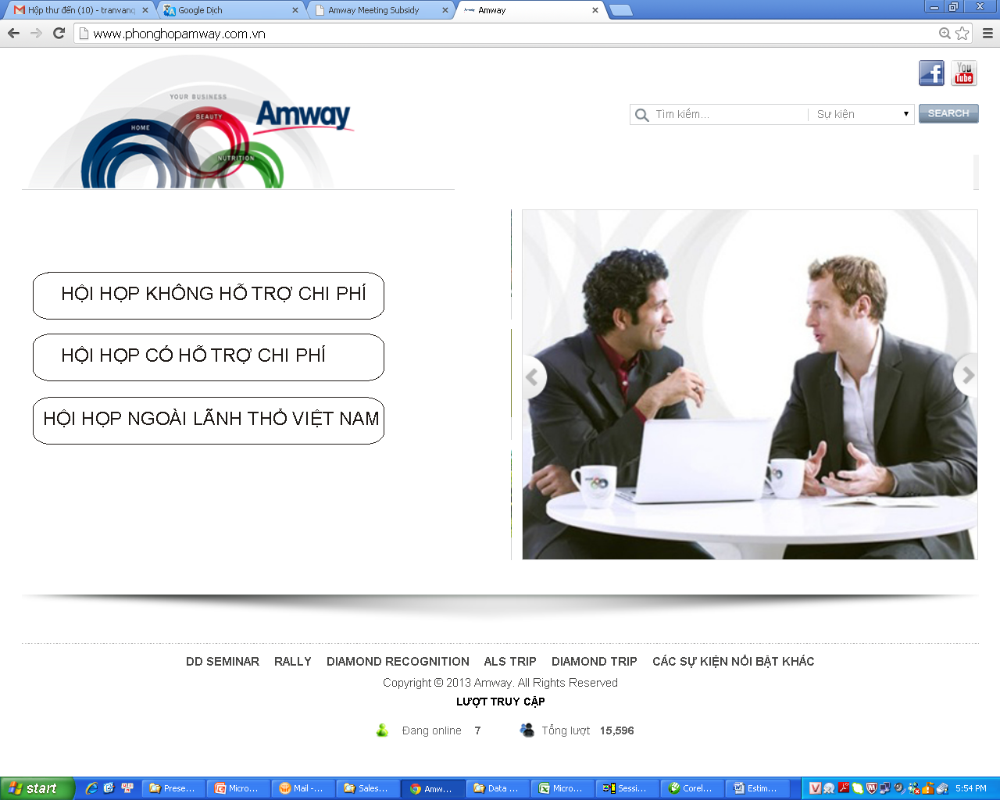 Hộp thư đến (10) - tranvanq
Google Dịch
Amway Meeting Subsidy
Amway
www.phonghopamway.com.vn
YOUR BUSINESS
BEAUTY
HOME
NUTRITION
Amway
f
You Tube
Tìm kiếm...
Sự kiện
SEARCH
HỘI HỌP KHÔNG HỖ TRỢ CHI PHÍ
HỘI HỌP CÓ HỖ TRỢ CHI PHÍ
HỘI HỌP NGOÀI LÃNH THỔ VIỆT NAM
DD SEMINAR RALLY DIAMOND RECOGNITION ALS TRIP DIAMOND TRIP CÁC SỰ KIỆN NỔI BẬT KHÁC
Copyright © 2013 Amway. All Rights Reserved
LƯỢT TRUY CẬP
Đang online 7 Tổng lượt 15,596
start Prese... Micro... Mail -... Sales... Amw... Data ... Micro... Sessi... Corel... Estim... 5:54 PM